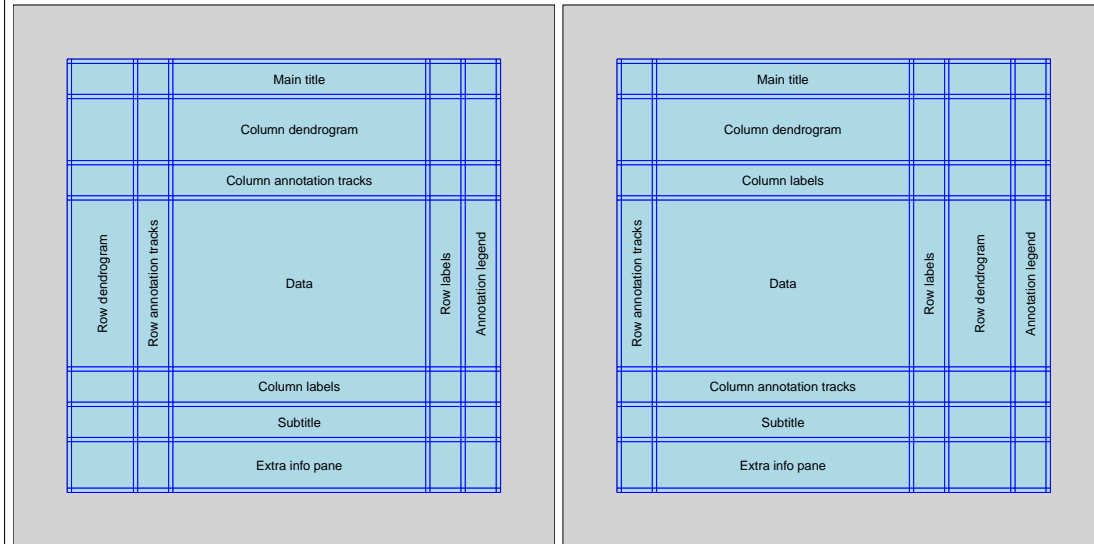 Main title
Column dendrogram
Column annotation tracks
Row dendrogram
Row annotation tracks
Data
Row labels
Annotation legend
Column labels
Subtitle
Extra info pane
Main title
Column dendrogram
Column labels
Row annotation tracks
Data
Row labels
Row dendrogram
Annotation legend
Column annotation tracks
Subtitle
Extra info pane